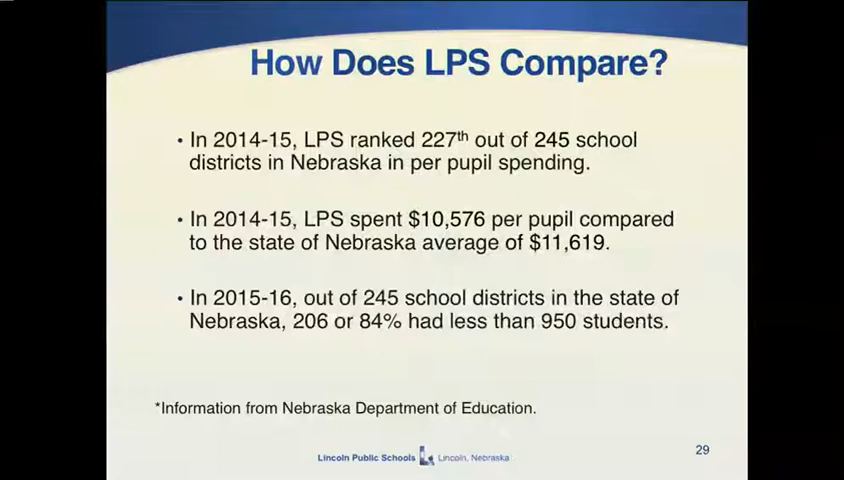 How Does LPS Compare?
• In 2014-15, LPS ranked 227th out of 245 school
districts in Nebraska in per pupil spending.
• In 2014-15, LPS spent $10,576 per pupil compared
to the state of Nebraska average of $11,619.
• In 2015-16, out of 245 school districts in the state of
Nebraska, 206 or 84% had less than 950 students.
*Information from Nebraska Department of Education.
Lincoln Public Schools Lincoln, Nebraska
29